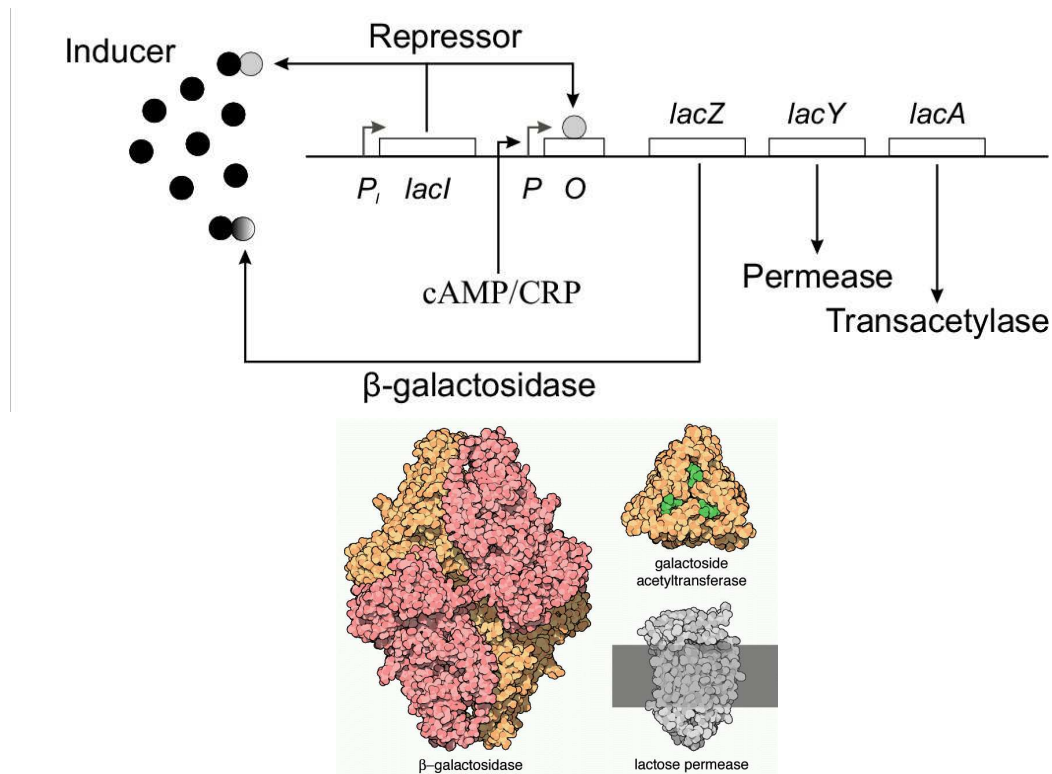 Repressor
Inducer
lacZ
lacY
lacA
P_I
lacI
P
O
cAMP/CRP
Permease
Transacetylase
β-galactosidase
galactoside
acetyltransferase
β–galactosidase
lactose permease